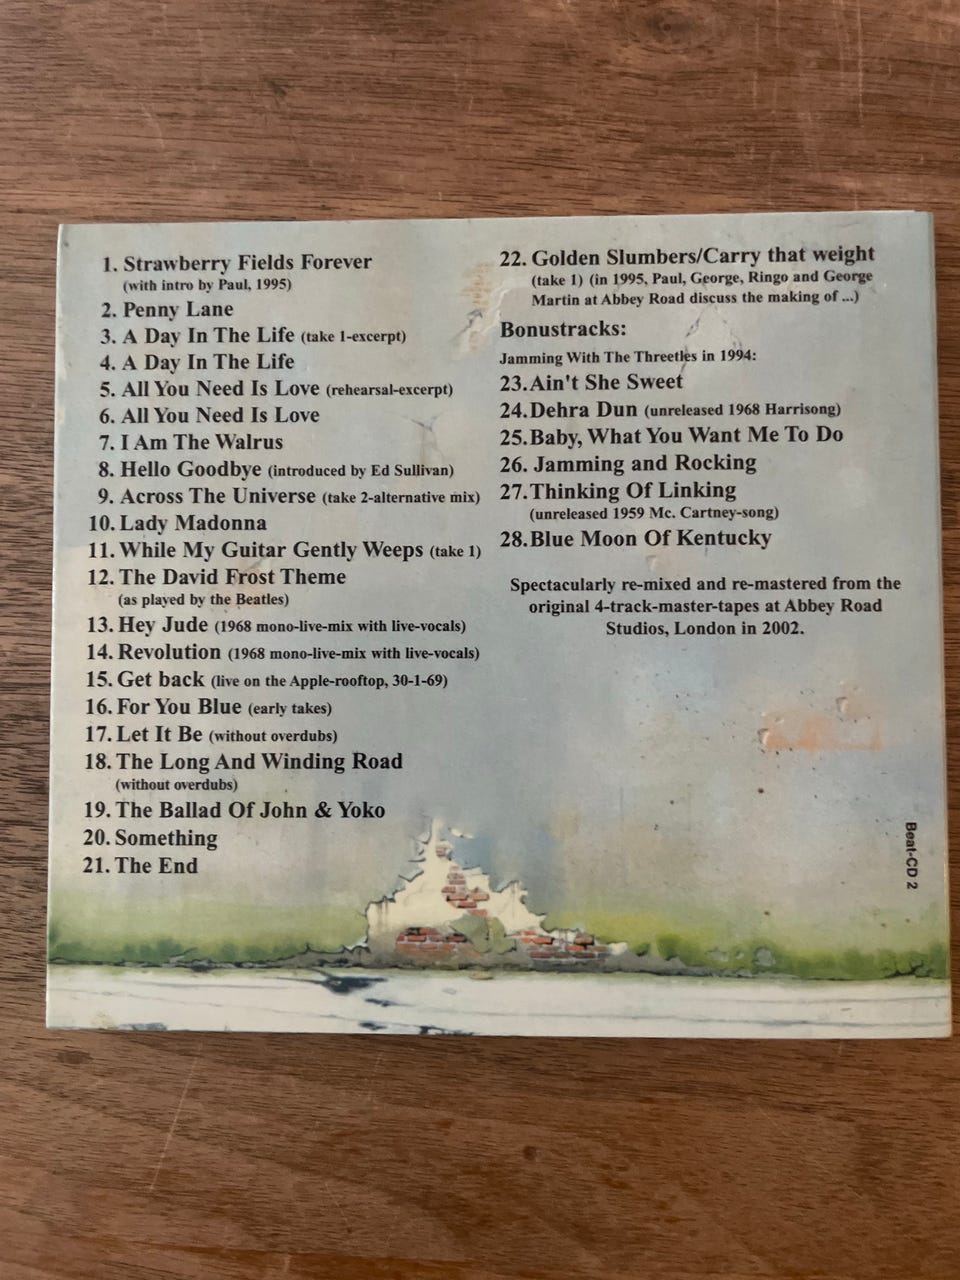 1. Strawberry Fields Forever
(with intro by Paul, 1995)
2. Penny Lane
3. A Day In The Life (take 1-excerpt)
4. A Day In The Life
5. All You Need Is Love (rehearsal-excerpt)
6. All You Need Is Love
7. I Am The Walrus
8. Hello Goodbye (introduced by Ed Sullivan)
9. Across The Universe (take 2-alternative mix)
10. Lady Madonna
11. While My Guitar Gently Weeps (take 1)
12. The David Frost Theme
(as played by the Beatles)
13. Hey Jude (1968 mono-live-mix with live-vocals)
14. Revolution (1968 mono-live-mix with live-vocals)
15. Get back (live on the Apple-rooftop, 30-1-69)
16. For You Blue (early takes)
17. Let It Be (without overdubs)
18. The Long And Winding Road
(without overdubs)
19. The Ballad Of John & Yoko
20. Something
21. The End
22. Golden Slumbers/Carry that weight
(take 1) (in 1995, Paul, George, Ringo and George
Martin at Abbey Road discuss the making of ...)
Bonustracks:
Jamming With The Threetles in 1994:
23.Ain't She Sweet
24.Dehra Dun (unreleased 1968 Harrisong)
25.Baby, What You Want Me To Do
26. Jamming and Rocking
27.Thinking Of Linking
(unreleased 1959 Mc. Cartney-song)
28.Blue Moon Of Kentucky
Spectacularly re-mixed and re-mastered from the
original 4-track-master-tapes at Abbey Road
Studios, London in 2002.
Beat-CD 2